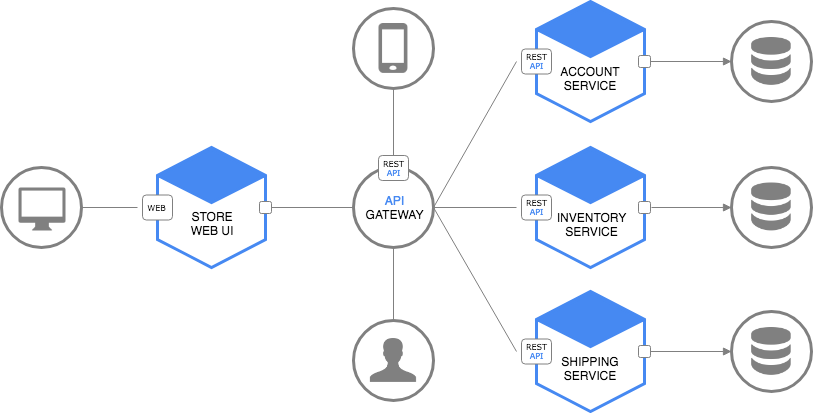 REST
API
ACCOUNT
SERVICE
REST
API
WEB
STORE
WEB UI
API
GATEWAY
REST
API
INVENTORY
SERVICE
REST
API
SHIPPING
SERVICE